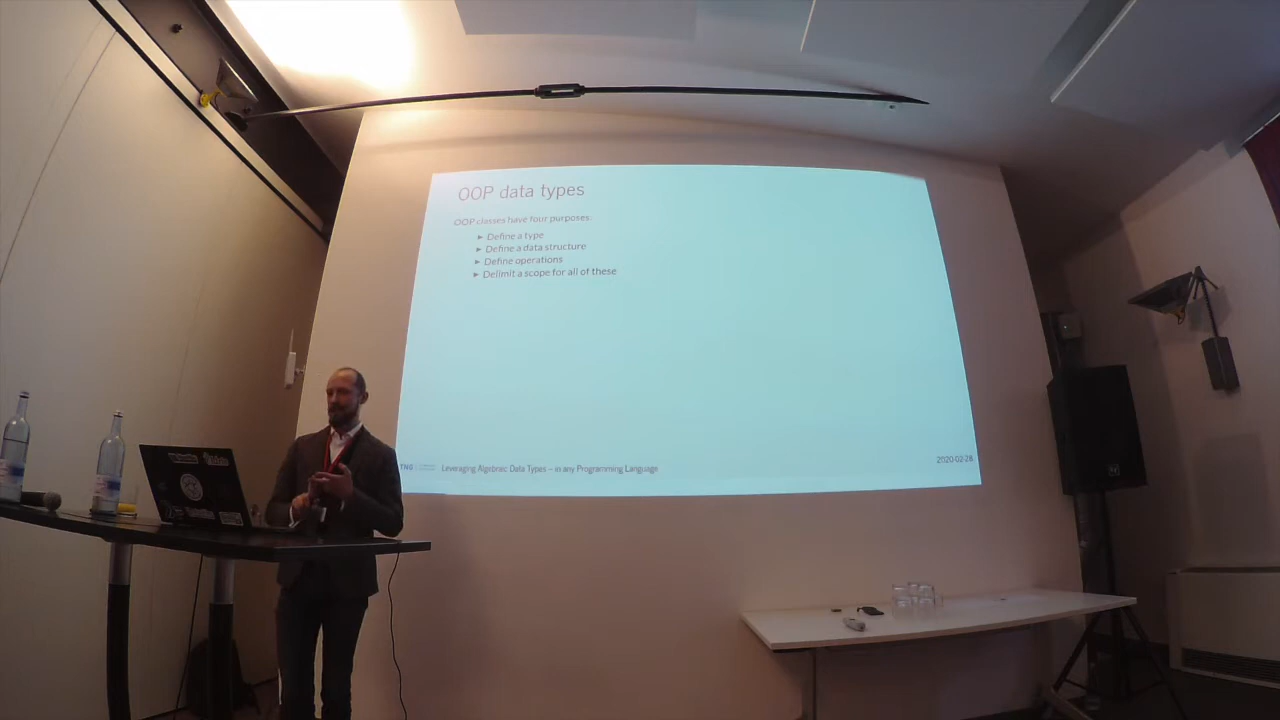 OOP data types
OOP classes have four purposes:
► Define a type
► Define a data structure
► Define operations
► Delimit a scope for all of these
TNG
Leveraging Algebraic Data Types – in any Programming Language
2020-02-28